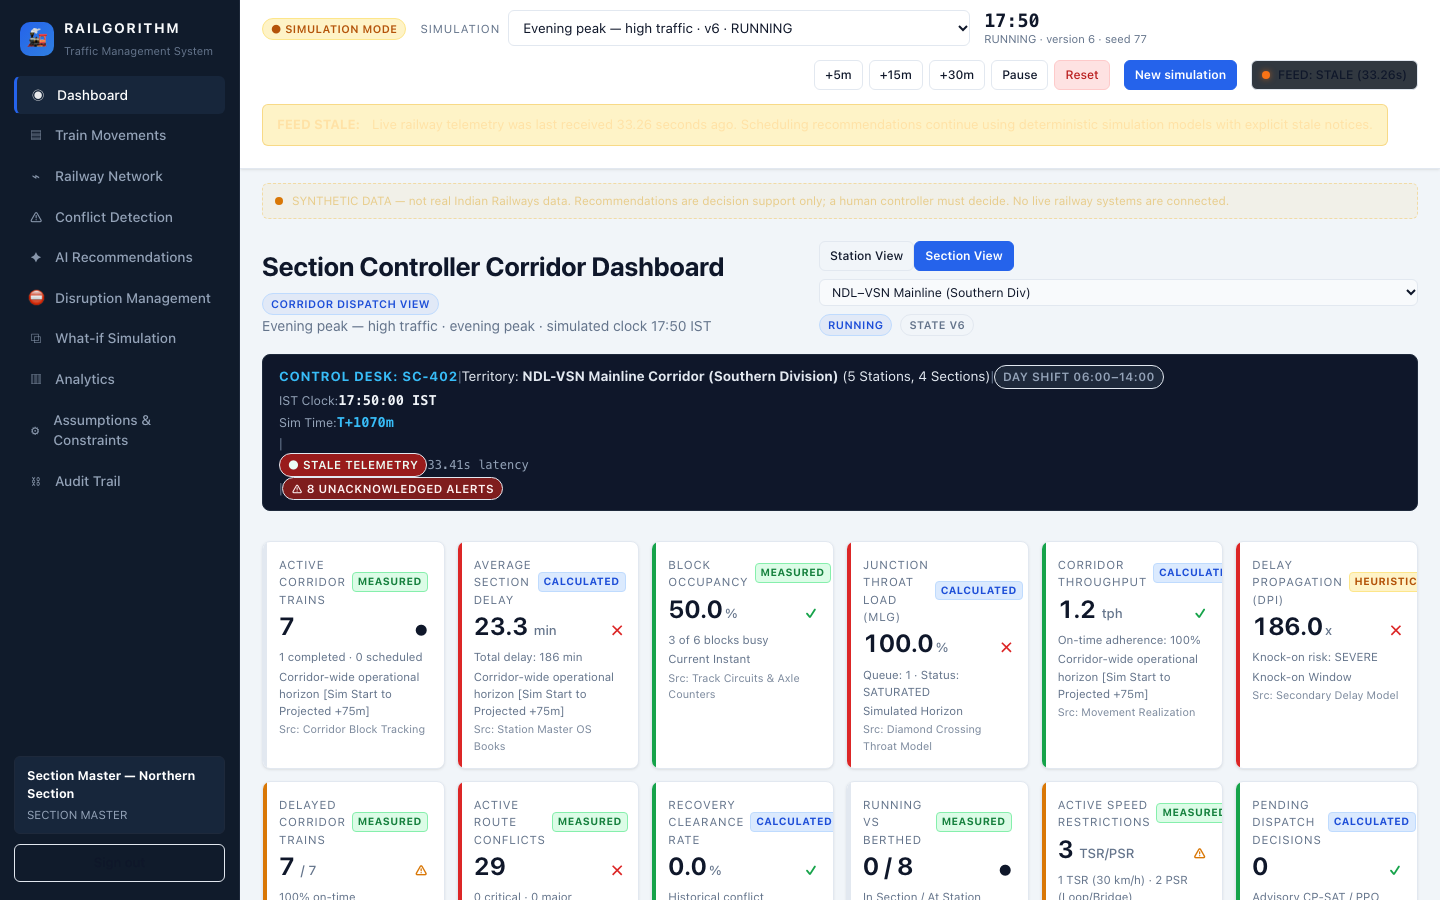 RAILGORITHM
Traffic Management System
Dashboard
Train Movements
Railway Network
Conflict Detection
AI Recommendations
Disruption Management
What-if Simulation
Analytics
Assumptions &
Constraints
Audit Trail
Section Master — Northern
Section
SECTION MASTER
SIMULATION MODE
SIMULATION
Evening peak — high traffic · v6 · RUNNING
17:50
RUNNING · version 6 · seed 77
+5m
+15m
+30m
Pause
Reset
New simulation
FEED: STALE (33.26s)
FEED STALE: Live railway telemetry was last received 33.26 seconds ago. Scheduling recommendations continue using deterministic simulation models with explicit stale notices.
SYNTHETIC DATA — not real Indian Railways data. Recommendations are decision support only; a human controller must decide. No live railway systems are connected.
Section Controller Corridor Dashboard
CORRIDOR DISPATCH VIEW
Evening peak — high traffic · evening peak · simulated clock 17:50 IST
Station View
Section View
NDL–VSN Mainline (Southern Div)
RUNNING
STATE V6
CONTROL DESK: SC-402|Territory: NDL-VSN Mainline Corridor (Southern Division) (5 Stations, 4 Sections)|DAY SHIFT 06:00–14:00
IST Clock:17:50:00 IST
Sim Time:T+1070m
|
STALE TELEMETRY 33.41s latency
|8 UNACKNOWLEDGED ALERTS
ACTIVE
CORRIDOR
TRAINS
MEASURED
7
1 completed · 0 scheduled
Corridor-wide operational
horizon [Sim Start to
Projected +75m]
Src: Corridor Block Tracking
AVERAGE
SECTION
DELAY
CALCULATED
23.3 min
Total delay: 186 min
Corridor-wide operational
horizon [Sim Start to
Projected +75m]
Src: Station Master OS
Books
BLOCK
OCCUPANCY
MEASURED
50.0%
3 of 6 blocks busy
Current Instant
Src: Track Circuits & Axle
Counters
JUNCTION
THROAT
LOAD
(MLG)
CALCULATED
100.0%
Queue: 1 · Status:
SATURATED
Simulated Horizon
Src: Diamond Crossing
Throat Model
CORRIDOR
THROUGHPUT
CALCULATE
1.2 tph
On-time adherence: 100%
Corridor-wide operational
horizon [Sim Start to
Projected +75m]
Src: Movement Realization
DELAY
PROPAGATION
(DPI)
HEURISTIC
186.0x
Knock-on risk: SEVERE
Knock-on Window
Src: Secondary Delay Model
DELAYED
CORRIDOR
TRAINS
MEASURED
7 / 7
100% on-time
ACTIVE
ROUTE
CONFLICTS
MEASURED
29
0 critical · 0 major
RECOVERY
CLEARANCE
RATE
CALCULATED
0.0%
Historical conflict
RUNNING
VS
BERTHED
MEASURED
0 / 8
In Section / At Station
ACTIVE SPEED
RESTRICTIONS
MEASURED
3 TSR/PSR
1 TSR (30 km/h) · 2 PSR
(Loop/Bridge)
PENDING
DISPATCH
DECISIONS
CALCULATED
0
Advisory CP-SAT / PPO